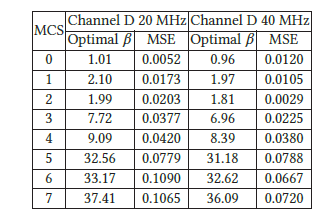 MCS Channel D 20 MHz Channel D 40 MHz
Optimal β MSE Optimal β MSE
0 1.01 0.0052 0.96 0.0120
1 2.10 0.0173 1.97 0.0105
2 1.99 0.0203 1.81 0.0029
3 7.72 0.0377 6.96 0.0225
4 9.09 0.0420 8.39 0.0380
5 32.56 0.0779 31.18 0.0788
6 33.17 0.1090 32.62 0.0667
7 37.41 0.1065 36.09 0.0720